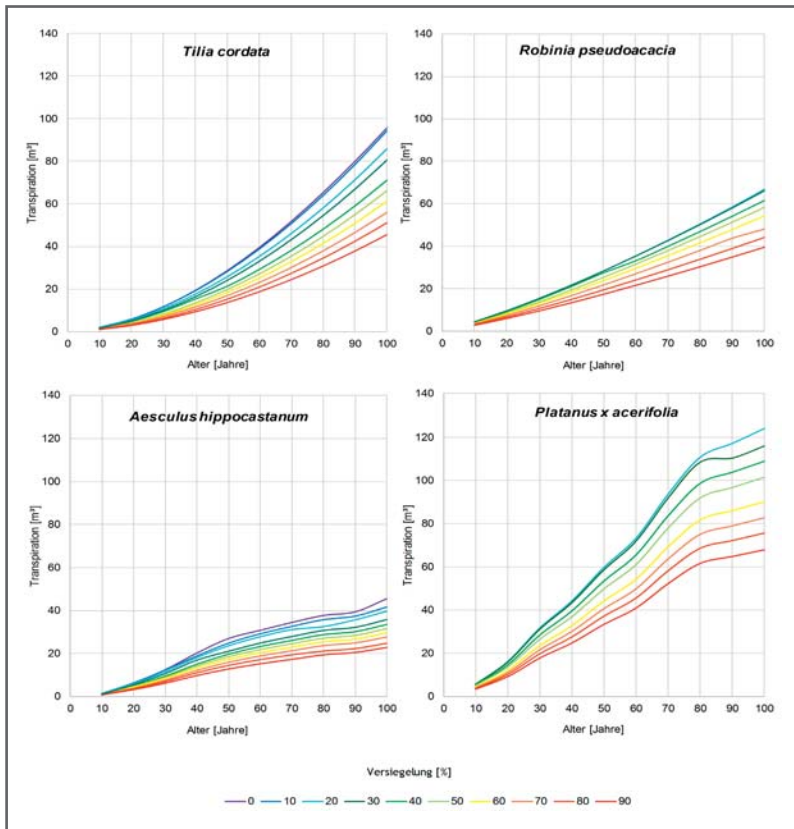 Tilia cordata
140
120
100
80
60
40
20
0
Transpiration [m³]
0 10 20 30 40 50 60 70 80 90 100
Alter [Jahre]
Robinia pseudoacacia
140
120
100
80
60
40
20
0
Transpiration [m³]
0 10 20 30 40 50 60 70 80 90 100
Alter [Jahre]
Aesculus hippocastanum
140
120
100
80
60
40
20
0
Transpiration [m³]
0 10 20 30 40 50 60 70 80 90 100
Alter [Jahre]
Platanus x acerifolia
140
120
100
80
60
40
20
0
Transpiration [m³]
0 10 20 30 40 50 60 70 80 90 100
Alter [Jahre]
Versiegelung [%]
0 10 20 30 40 50 60 70 80 90